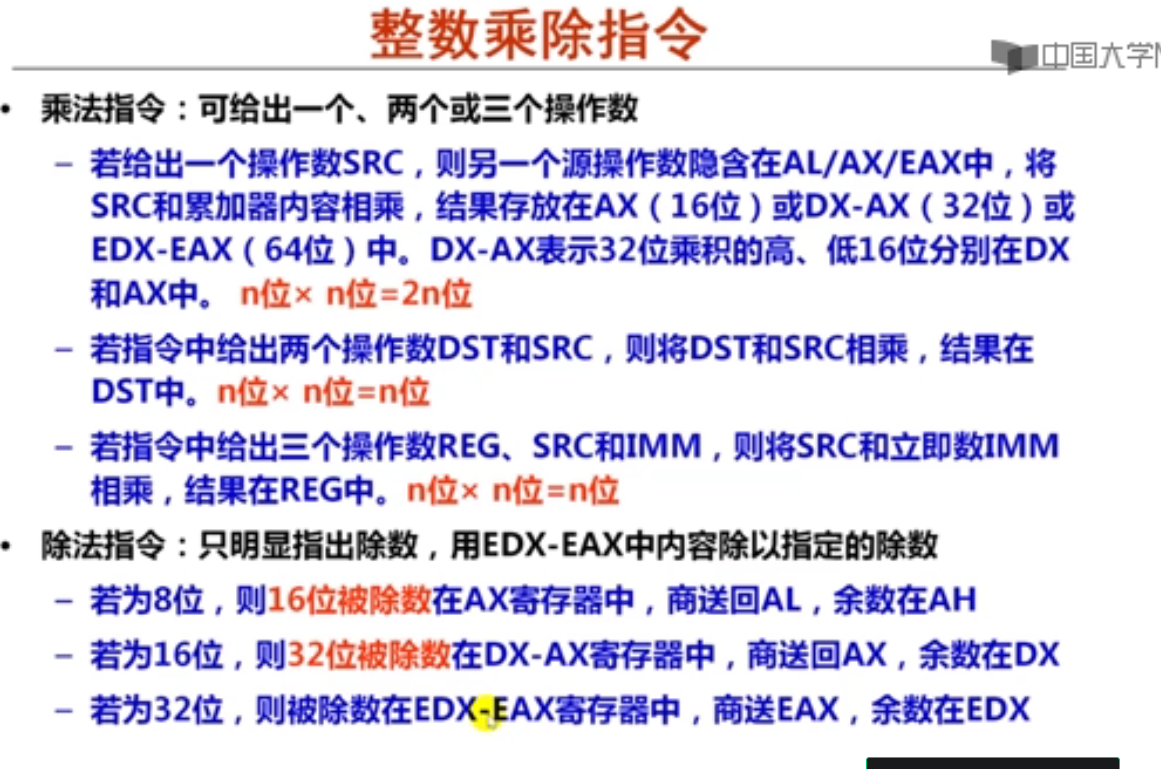 整数乘除指令
中国大学
• 乘法指令：可给出一个、两个或三个操作数
– 若给出一个操作数SRC，则另一个源操作数隐含在AL/AX/EAX中，将
SRC和累加器内容相乘，结果存放在AX（16位）或DX-AX（32位）或
EDX-EAX（64位）中。DX-AX表示32位乘积的高、低16位分别在DX
和AX中。 n位× n位=2n位
– 若指令中给出两个操作数DST和SRC，则将DST和SRC相乘，结果在
DST中。n位× n位=n位
– 若指令中给出三个操作数REG、SRC和IMM，则将SRC和立即数IMM
相乘，结果在REG中。n位× n位=n位
• 除法指令：只明显指出除数，用EDX-EAX中内容除以指定的除数
– 若为8位，则16位被除数在AX寄存器中，商送回AL，余数在AH
– 若为16位，则32位被除数在DX-AX寄存器中，商送回AX，余数在DX
– 若为32位，则被除数在EDX-EAX寄存器中，商送EAX，余数在EDX